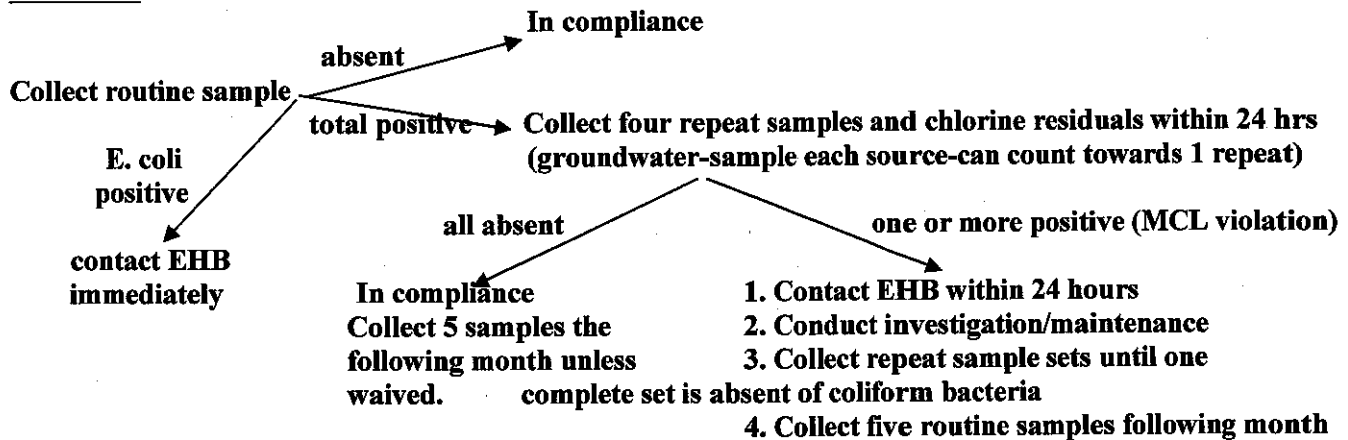 In compliance
absent
Collect routine sample
total positive
Collect four repeat samples and chlorine residuals within 24 hrs
(groundwater-sample each source-can count towards 1 repeat)
E. coli
positive
contact EHB
immediately
all absent
one or more positive (MCL violation)
In compliance
Collect 5 samples the
following month unless
waived.
1. Contact EHB within 24 hours
2. Conduct investigation/maintenance
3. Collect repeat sample sets until one
complete set is absent of coliform bacteria
4. Collect five routine samples following month